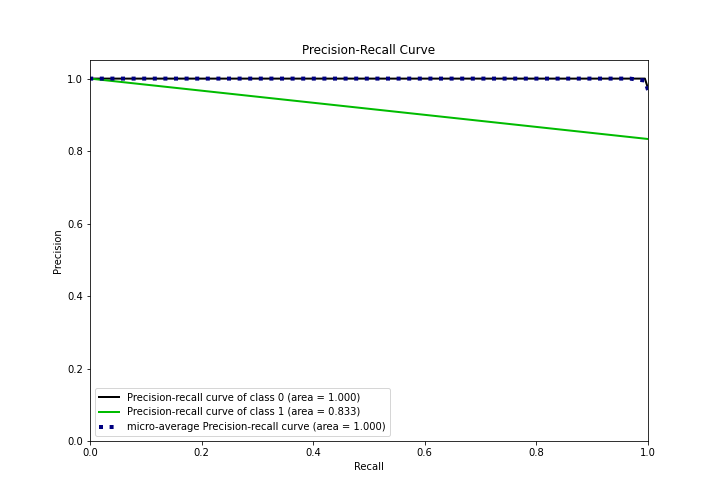 Precision-Recall Curve
1.0
0.8
0.6
0.4
0.2
0.0
Precision
Precision-recall curve of class 0 (area = 1.000)
Precision-recall curve of class 1 (area = 0.833)
micro-average Precision-recall curve (area = 1.000)
0.0 0.2 0.4 0.6 0.8 1.0
Recall